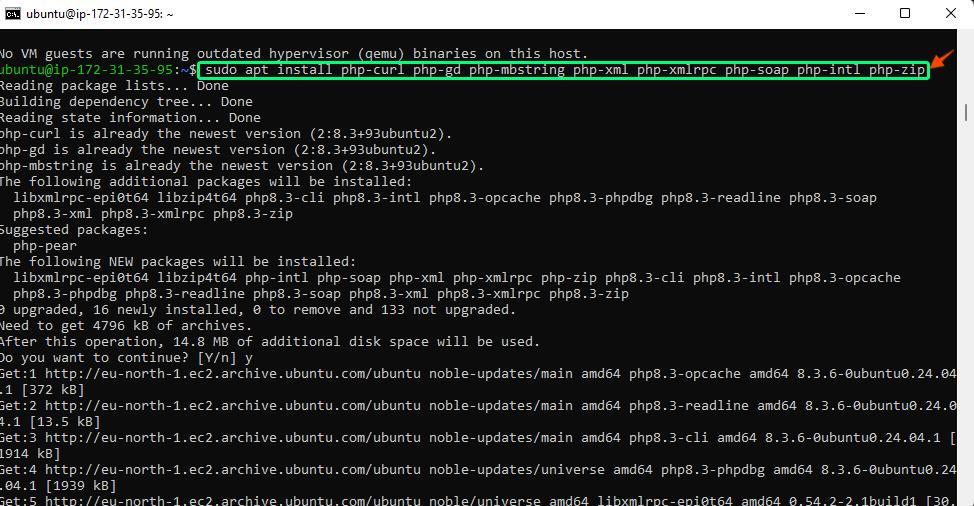 ubuntu@ip-172-31-35-95: ~
No VM guests are running outdated hypervisor (qemu) binaries on this host.
ubuntu@ip-172-31-35-95:~$ sudo apt install php-curl php-gd php-mbstring php-xml php-xmlrpc php-soap php-intl php-zip
Reading package lists... Done
Building dependency tree... Done
Reading state information... Done
php-curl is already the newest version (2:8.3+93ubuntu2).
php-gd is already the newest version (2:8.3+93ubuntu2).
php-mbstring is already the newest version (2:8.3+93ubuntu2).
The following additional packages will be installed:
  libxmlrpc-epi0t64 libzip4t64 php8.3-cli php8.3-intl php8.3-opcache php8.3-phpdbg php8.3-readline php8.3-soap
  php8.3-xml php8.3-xmlrpc php8.3-zip
Suggested packages:
  php-pear
The following NEW packages will be installed:
  libxmlrpc-epi0t64 libzip4t64 php-intl php-soap php-xml php-xmlrpc php-zip php8.3-cli php8.3-intl php8.3-opcache
  php8.3-phpdbg php8.3-readline php8.3-soap php8.3-xml php8.3-xmlrpc php8.3-zip
0 upgraded, 16 newly installed, 0 to remove and 133 not upgraded.
Need to get 4796 kB of archives.
After this operation, 14.8 MB of additional disk space will be used.
Do you want to continue? [Y/n] y
Get:1 http://eu-north-1.ec2.archive.ubuntu.com/ubuntu noble-updates/main amd64 php8.3-opcache amd64 8.3.6-0ubuntu0.24.04
.1 [372 kB]
Get:2 http://eu-north-1.ec2.archive.ubuntu.com/ubuntu noble-updates/main amd64 php8.3-readline amd64 8.3.6-0ubuntu0.24.0
4.1 [13.5 kB]
Get:3 http://eu-north-1.ec2.archive.ubuntu.com/ubuntu noble-updates/main amd64 php8.3-cli amd64 8.3.6-0ubuntu0.24.04.1 [
1914 kB]
Get:4 http://eu-north-1.ec2.archive.ubuntu.com/ubuntu noble-updates/universe amd64 php8.3-phpdbg amd64 8.3.6-0ubuntu0.24
.04.1 [1939 kB]
Get:5 http://eu-north-1.ec2.archive.ubuntu.com/ubuntu noble/universe amd64 libxmlrpc-epi0t64 amd64 0.54.2-2.1build1 [30.